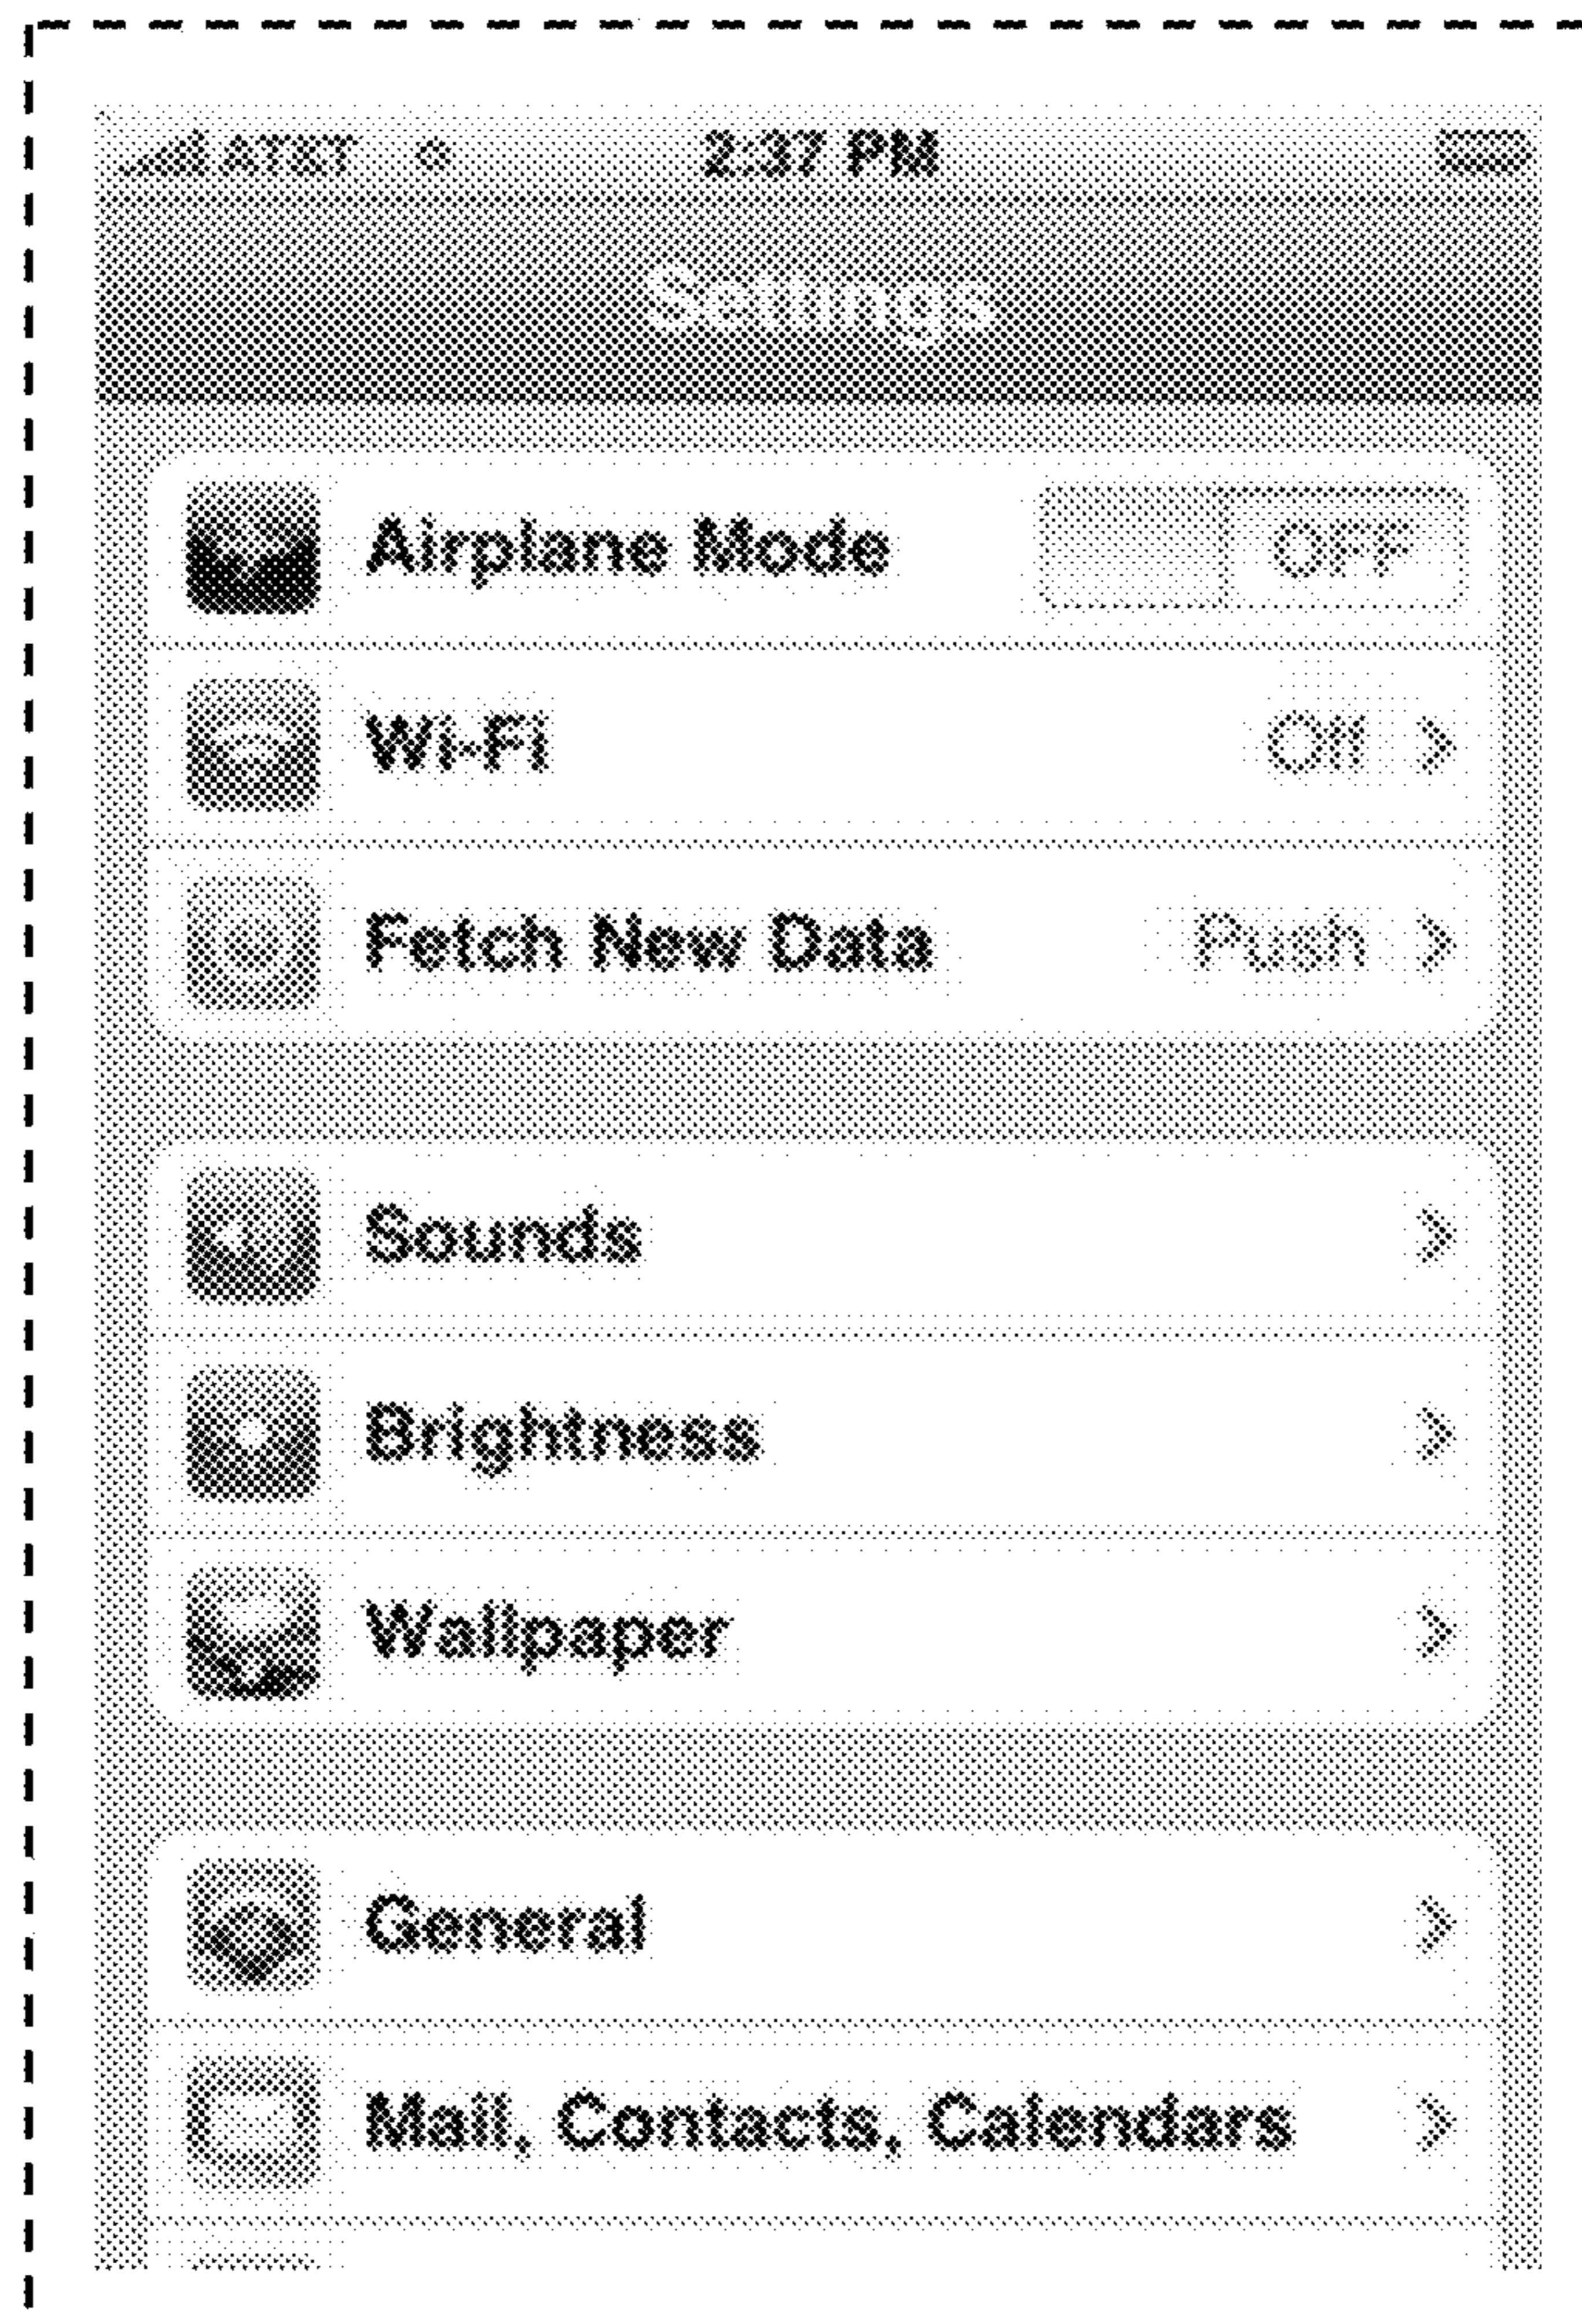 AT&T 2:37 PM
Settings
Airplane Mode OFF
Wi-Fi Off >
Fetch New Data Push >
Sounds >
Brightness >
Wallpaper >
General >
Mail, Contacts, Calendars >